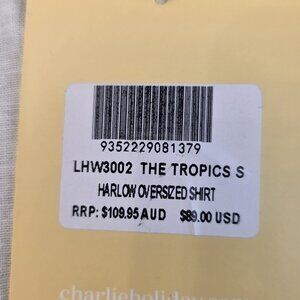 9352229081379
LHW3002 THE TROPICS S
HARLOW OVERSIZED SHIRT
RRP: $109.95 AUD $89.00 USD